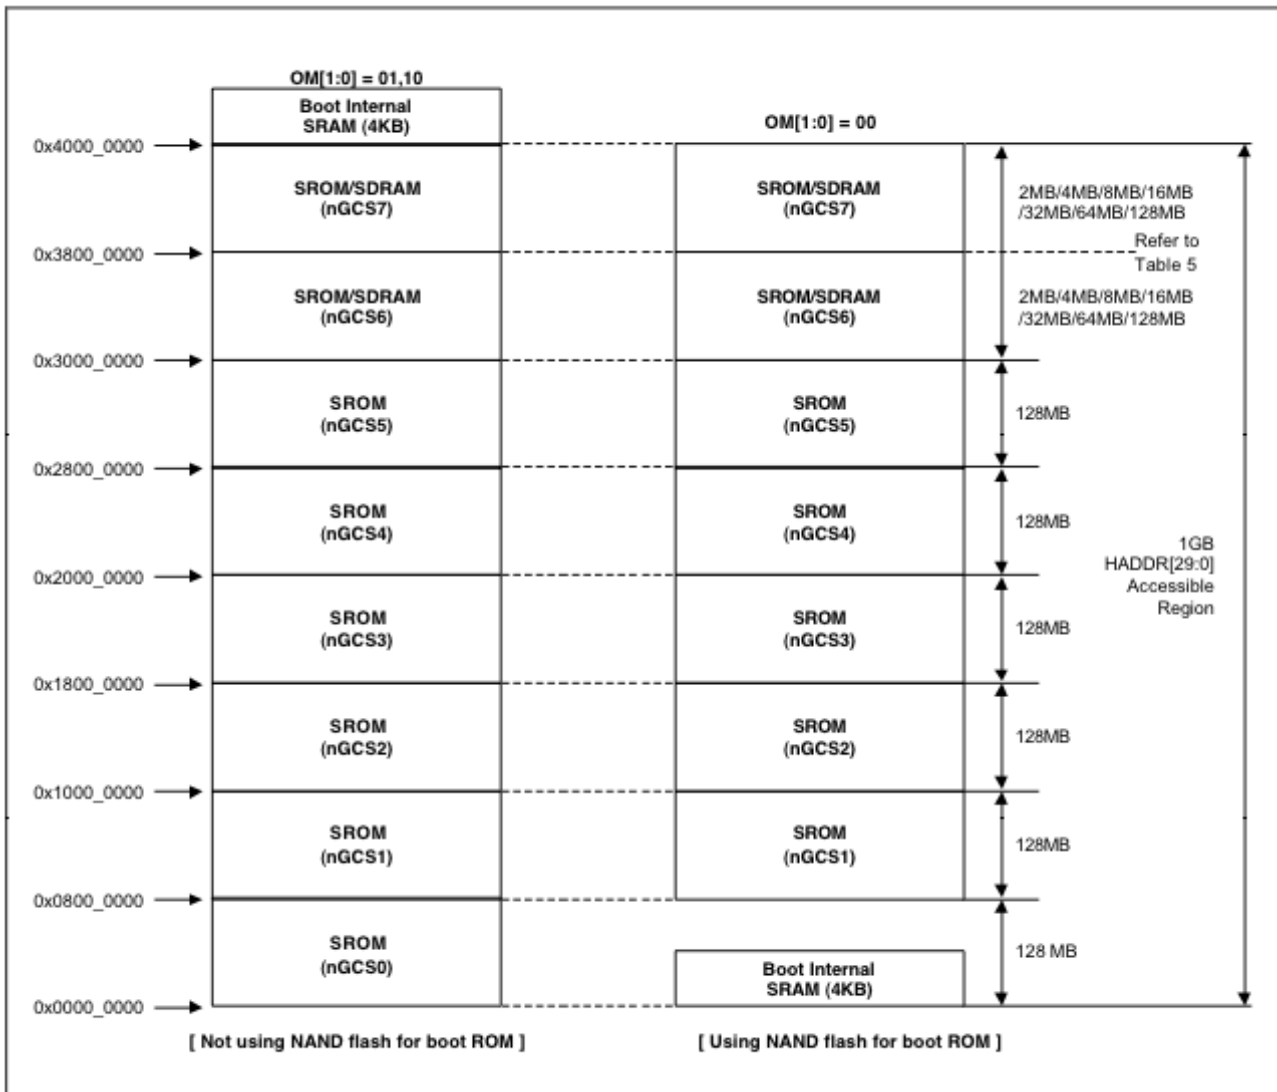 OM[1:0] = 01,10
Boot Internal
SRAM (4KB)
OM[1:0] = 00
0x4000_0000
SROM/SDRAM
(nGCS7)
SROM/SDRAM
(nGCS7)
2MB/4MB/8MB/16MB
/32MB/64MB/128MB
Refer to
Table 5
0x3800_0000
SROM/SDRAM
(nGCS6)
SROM/SDRAM
(nGCS6)
2MB/4MB/8MB/16MB
/32MB/64MB/128MB
0x3000_0000
SROM
(nGCS5)
SROM
(nGCS5)
128MB
0x2800_0000
SROM
(nGCS4)
SROM
(nGCS4)
128MB
1GB
HADDR[29:0]
Accessible
Region
0x2000_0000
SROM
(nGCS3)
SROM
(nGCS3)
128MB
0x1800_0000
SROM
(nGCS2)
SROM
(nGCS2)
128MB
0x1000_0000
SROM
(nGCS1)
SROM
(nGCS1)
128MB
0x0800_0000
SROM
(nGCS0)
Boot Internal
SRAM (4KB)
128 MB
0x0000_0000
[ Not using NAND flash for boot ROM ]
[ Using NAND flash for boot ROM ]